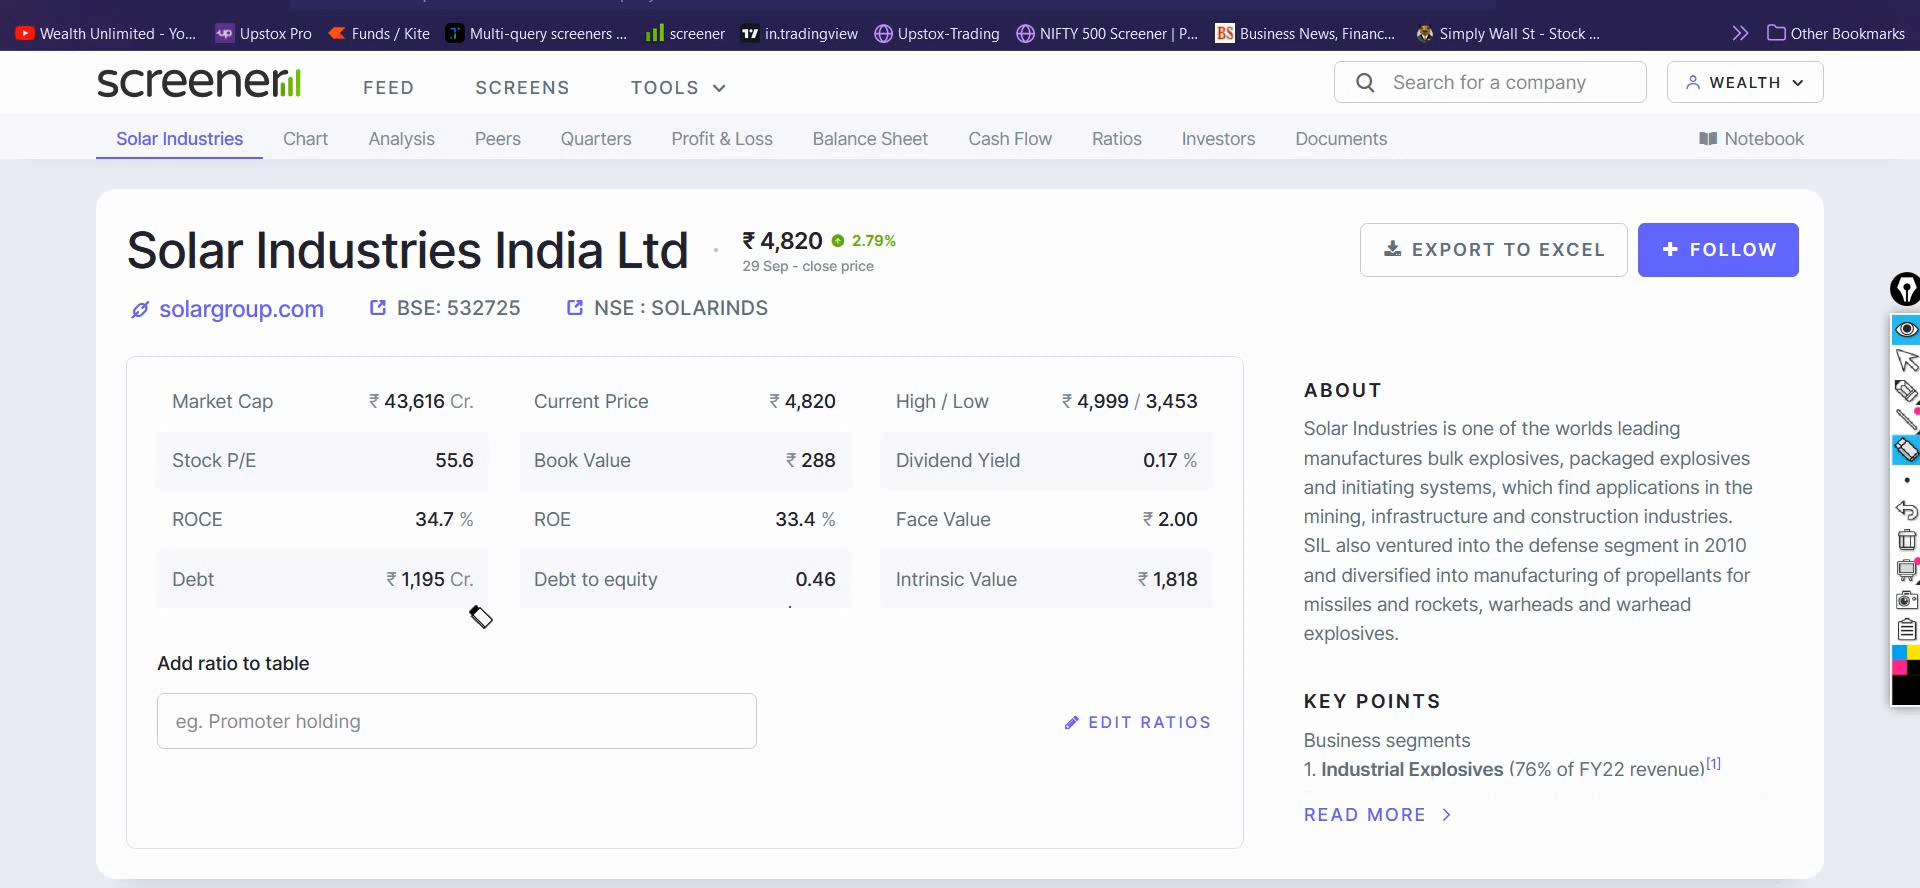 Wealth Unlimited - Yo... Upstox Pro Funds / Kite Multi-query screeners ... screener in.tradingview Upstox-Trading NIFTY 500 Screener | P... BS Business News, Financ... Simply Wall St - Stock ... Other Bookmarks
screener FEED SCREENS TOOLS Search for a company WEALTH
Solar Industries Chart Analysis Peers Quarters Profit & Loss Balance Sheet Cash Flow Ratios Investors Documents Notebook
Solar Industries India Ltd
₹ 4,820 2.79%
29 Sep - close price
EXPORT TO EXCEL + FOLLOW
solargroup.com BSE: 532725 NSE : SOLARINDS
Market Cap ₹ 43,616 Cr. Current Price ₹ 4,820 High / Low ₹ 4,999 / 3,453
Stock P/E 55.6 Book Value ₹ 288 Dividend Yield 0.17 %
ROCE 34.7 % ROE 33.4 % Face Value ₹ 2.00
Debt ₹ 1,195 Cr. Debt to equity 0.46 Intrinsic Value ₹ 1,818
Add ratio to table
eg. Promoter holding
EDIT RATIOS
ABOUT
Solar Industries is one of the worlds leading
manufactures bulk explosives, packaged explosives
and initiating systems, which find applications in the
mining, infrastructure and construction industries.
SIL also ventured into the defense segment in 2010
and diversified into manufacturing of propellants for
missiles and rockets, warheads and warhead
explosives.
KEY POINTS
Business segments
1. Industrial Explosives (76% of FY22 revenue)[1]
READ MORE